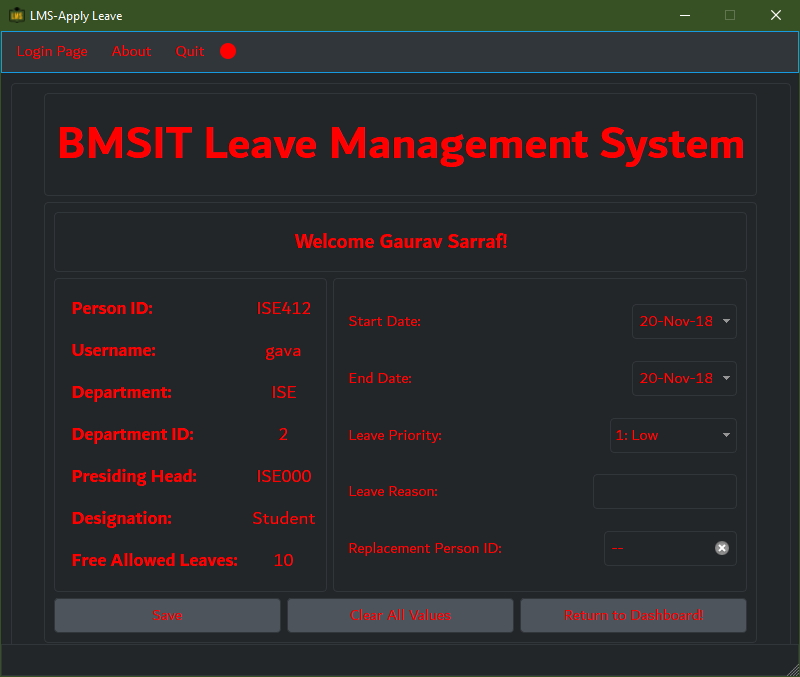 LMS
LMS-Apply Leave
Login Page About Quit
BMSIT Leave Management System
Welcome Gaurav Sarraf!
Person ID: ISE412
Username: gava
Department: ISE
Department ID: 2
Presiding Head: ISE000
Designation: Student
Free Allowed Leaves: 10
Start Date: 20-Nov-18
End Date: 20-Nov-18
Leave Priority: 1: Low
Leave Reason:
Replacement Person ID: --
Save Clear All Values Return to Dashboard!